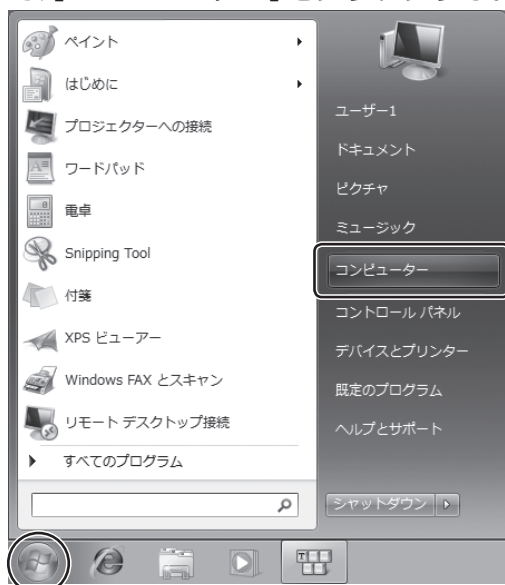 ペイント
はじめに
プロジェクターへの接続
ワードパッド
電卓
Snipping Tool
付箋
XPS ビューアー
Windows FAX とスキャン
リモート デスクトップ接続
すべてのプログラム
ユーザー1
ドキュメント
ピクチャ
ミュージック
コンピューター
コントロール パネル
デバイスとプリンター
既定のプログラム
ヘルプとサポート
シャットダウン